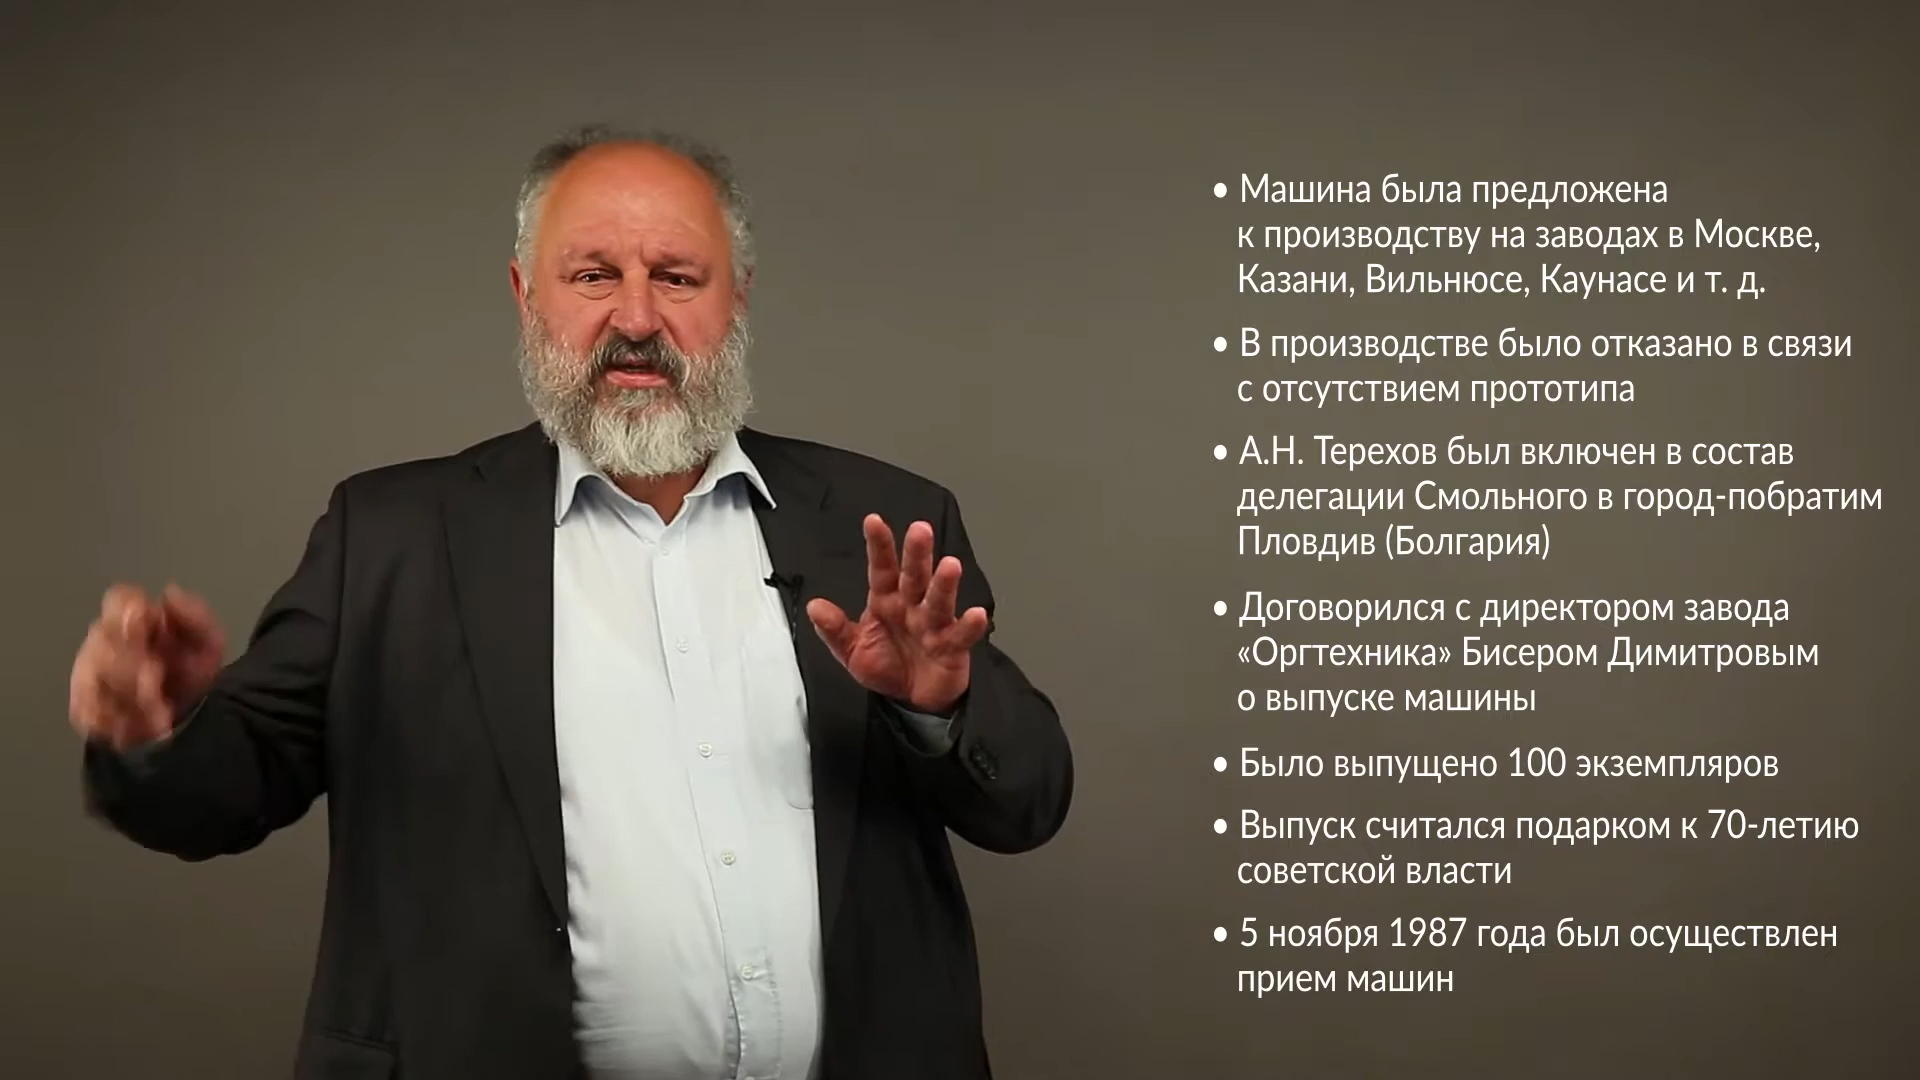 • Машина была предложена
к производству на заводах в Москве,
Казани, Вильнюсе, Каунасе и т. д.
• В производстве было отказано в связи
с отсутствием прототипа
• А.Н. Терехов был включен в состав
делегации Смольного в город-побратим
Пловдив (Болгария)
• Договорился с директором завода
«Оргтехника» Бисером Димитровым
о выпуске машины
• Было выпущено 100 экземпляров
• Выпуск считался подарком к 70-летию
советской власти
• 5 ноября 1987 года был осуществлен
прием машин